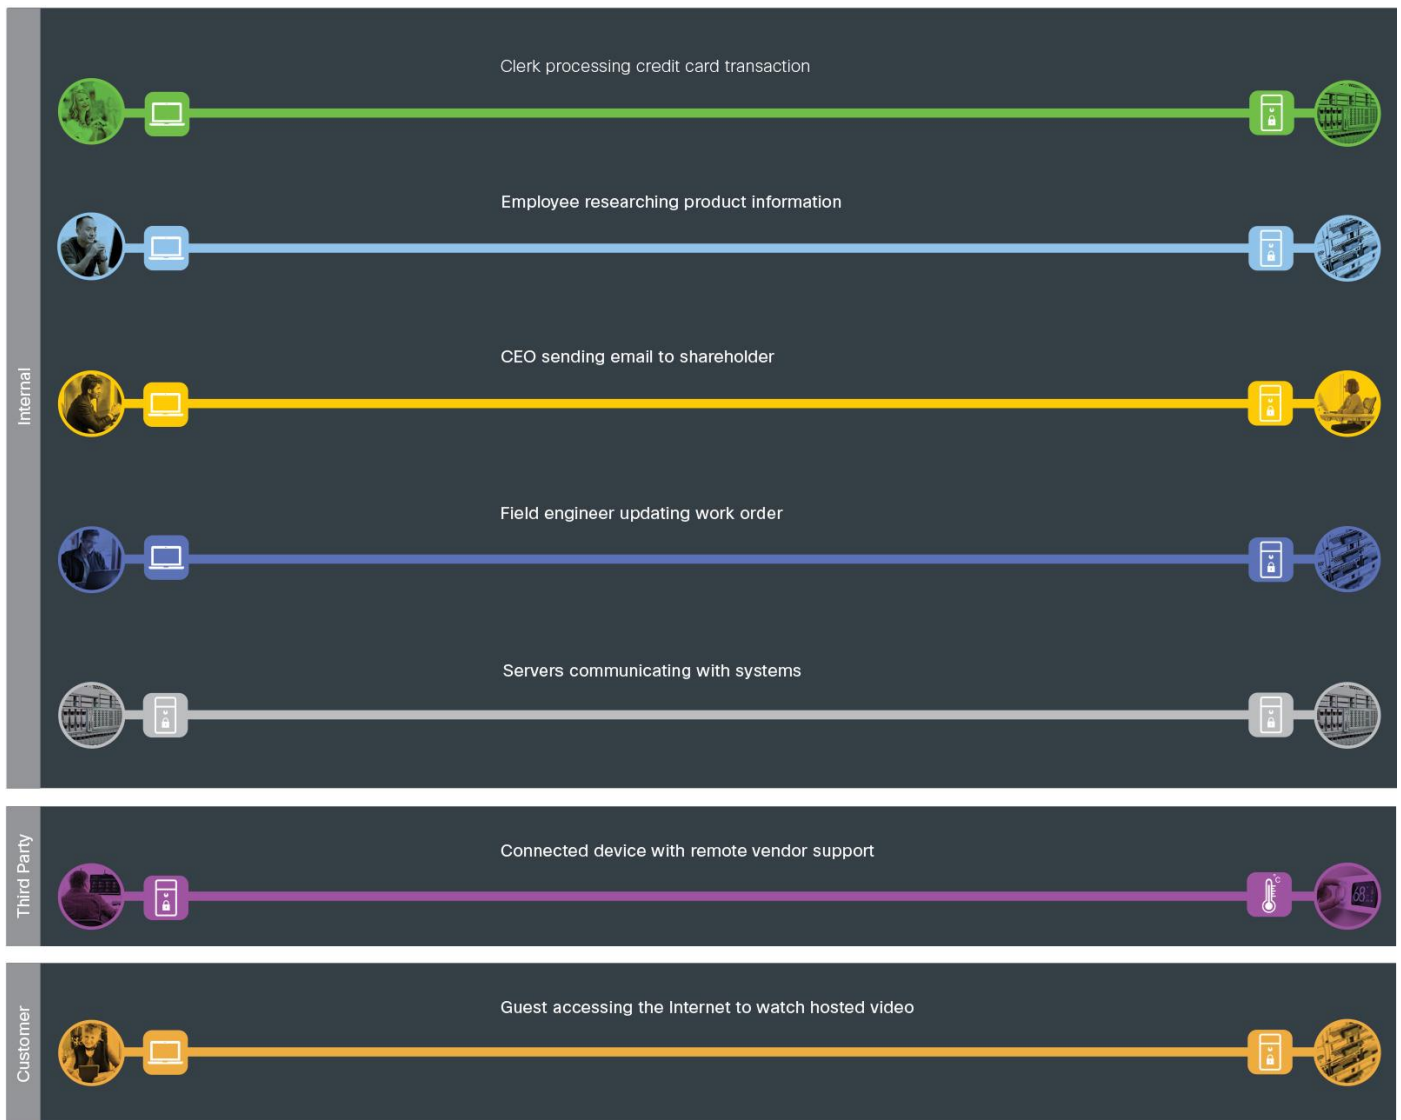 Internal
Clerk processing credit card transaction
Employee researching product information
CEO sending email to shareholder
Field engineer updating work order
Servers communicating with systems
Third Party
Connected device with remote vendor support
°C
68
Customer
Guest accessing the Internet to watch hosted video